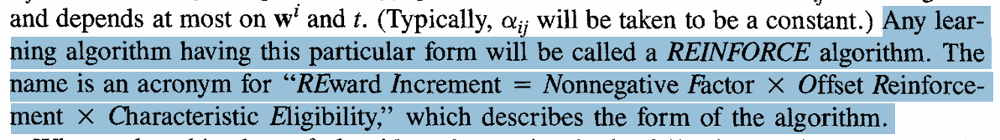 and depends at most on wⁱ and t. (Typically, αᵢⱼ will be taken to be a constant.) Any lear-
ning algorithm having this particular form will be called a REINFORCE algorithm. The
name is an acronym for “REward Increment = Nonnegative Factor × Offset Reinforce-
ment × Characteristic Eligibility,” which describes the form of the algorithm.